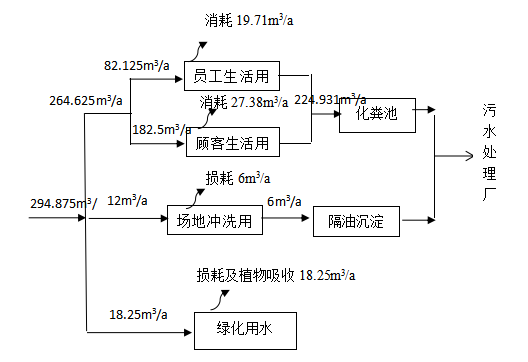 消耗 19.71m³/a
82.125m³/a
员工生活用
264.625m³/a
消耗 27.38m³/a
224.931m³/a
化粪池
182.5m³/a
顾客生活用
污水处理厂
损耗 6m³/a
294.875m³/
12m³/a
6m³/a
场地冲洗用
隔油沉淀
损耗及植物吸收 18.25m³/a
18.25m³/a
绿化用水